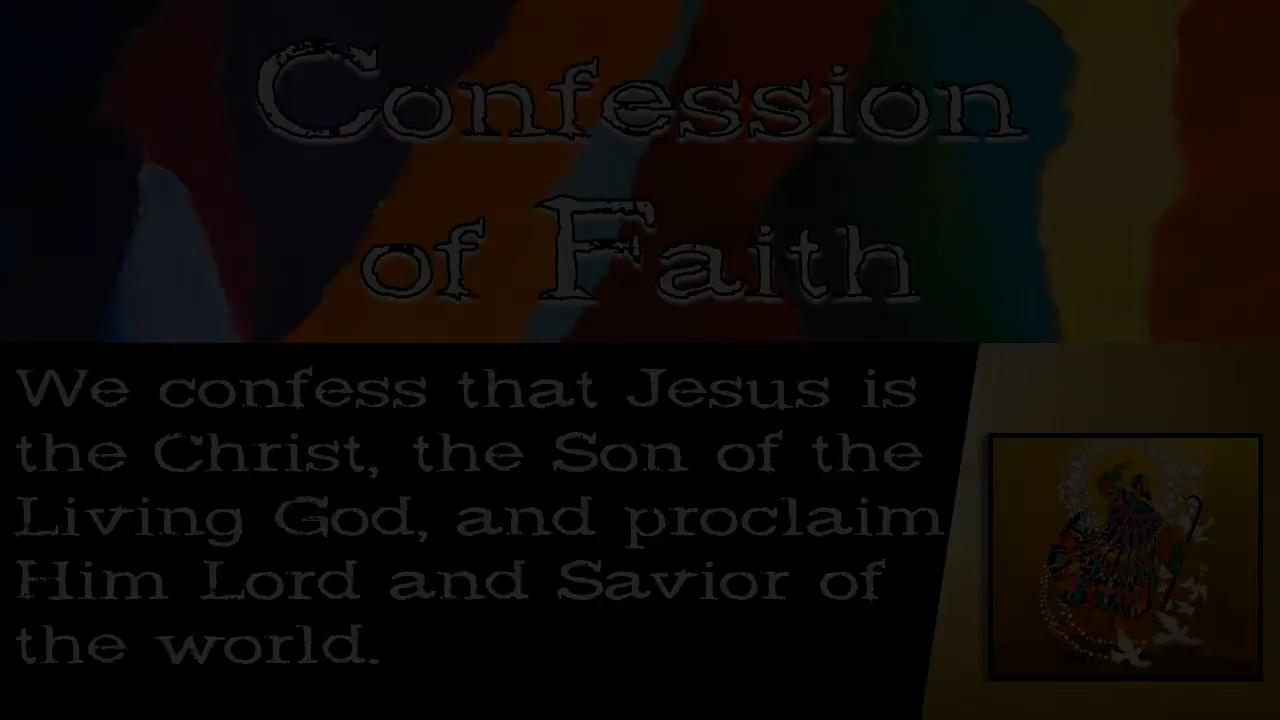 Confession
of Faith
We confess that Jesus is
the Christ, the Son of the
Living God, and proclaim
Him Lord and Savior of
the world.